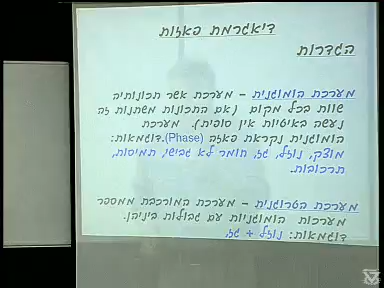 דיאגרמת פאזות
הגדרות
מערכת הומוגנית – מערכת אשר תכונותיה
שוות בכל מקום (אם התכונות משתנות זה
נעשה באיטיות אין סופית). מערכת
הומוגנית נקראת פאזה (Phase). דוגמאות:
מוצק, נוזל, גז, חומר לא גבישי, תמיסות,
תרכובות.
מערכת הטרוגנית – מערכת המורכבת ממספר
מערכות הומוגניות עם גבולות ביניהן.
דוגמאות: נוזל + גז,